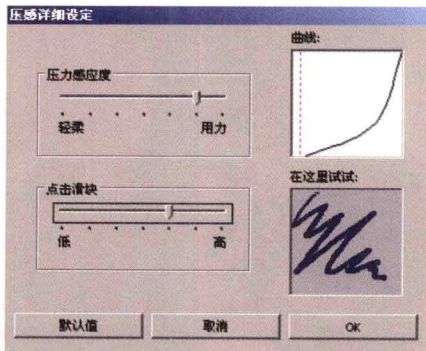 压感详细设定
曲线:
压力感应度
轻柔 用力
在这里试试:
点击滑块
低 高
默认值 取消 OK